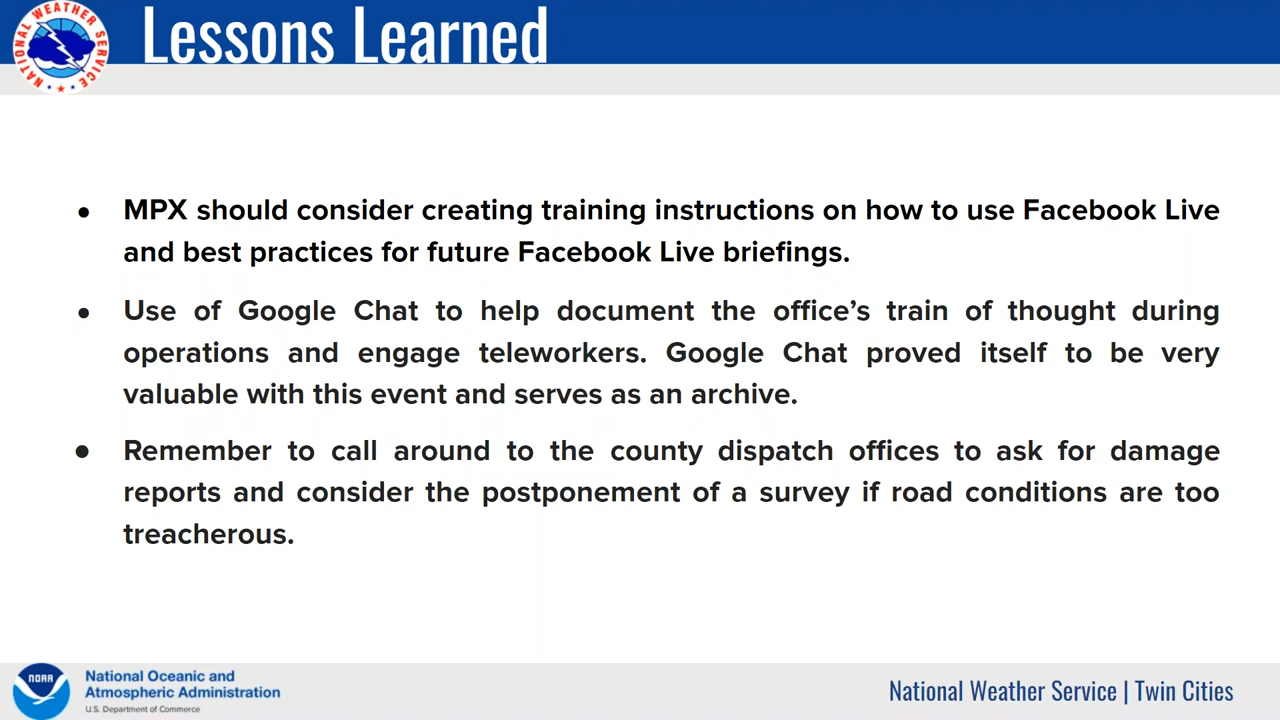 NATIONAL WEATHER SERVICE
Lessons Learned
● MPX should consider creating training instructions on how to use Facebook Live
and best practices for future Facebook Live briefings.
● Use of Google Chat to help document the office’s train of thought during
operations and engage teleworkers. Google Chat proved itself to be very
valuable with this event and serves as an archive.
● Remember to call around to the county dispatch offices to ask for damage
reports and consider the postponement of a survey if road conditions are too
treacherous.
NOAA
National Oceanic and
Atmospheric Administration
U.S. Department of Commerce
National Weather Service | Twin Cities